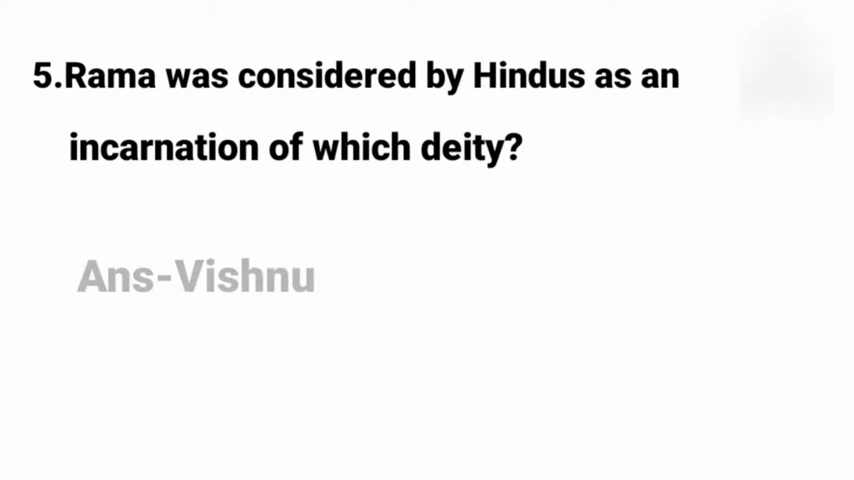 5.Rama was considered by Hindus as an
incarnation of which deity?
Ans-Vishnu